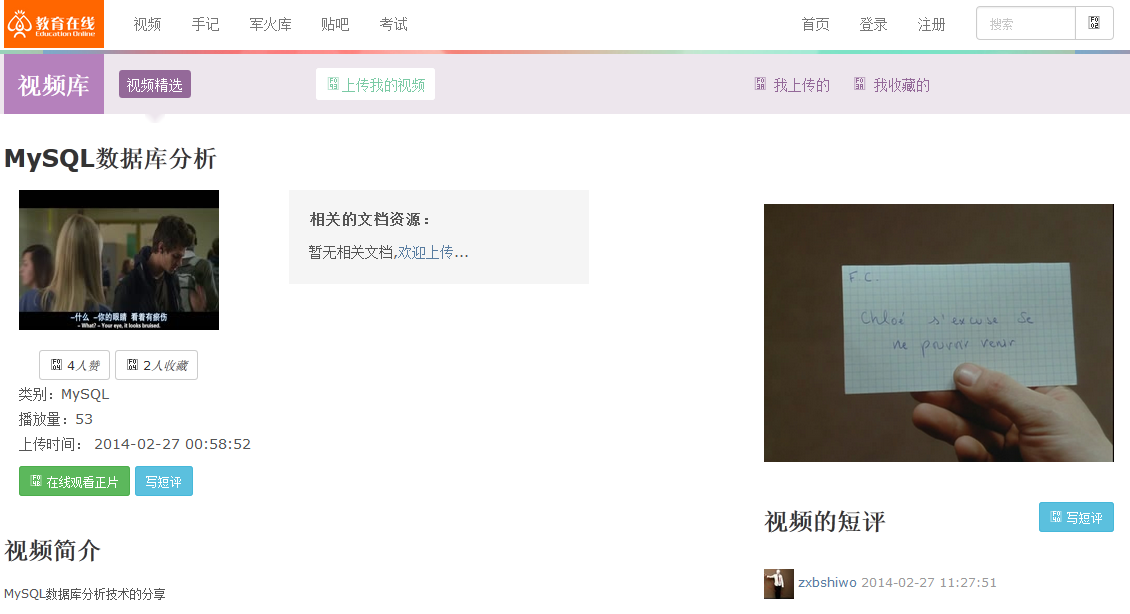 教育在线
Education Online
视频 手记 军火库 贴吧 考试 首页 登录 注册 搜索
视频库 视频精选 上传我的视频 我上传的 我收藏的
MySQL数据库分析
相关的文档资源：
暂无相关文档,欢迎上传...
–什么 –你的眼睛 看着有瘀伤
- What? - Your eye, it looks bruised.
F.C.
Chloé s'excuse de
ne pouvoir venir
4人赞 2人收藏
类别：MySQL
播放量：53
上传时间： 2014-02-27 00:58:52
在线观看正片 写短评
视频的短评 写短评
视频简介
zxbshiwo 2014-02-27 11:27:51
MySQL数据库分析技术的分享